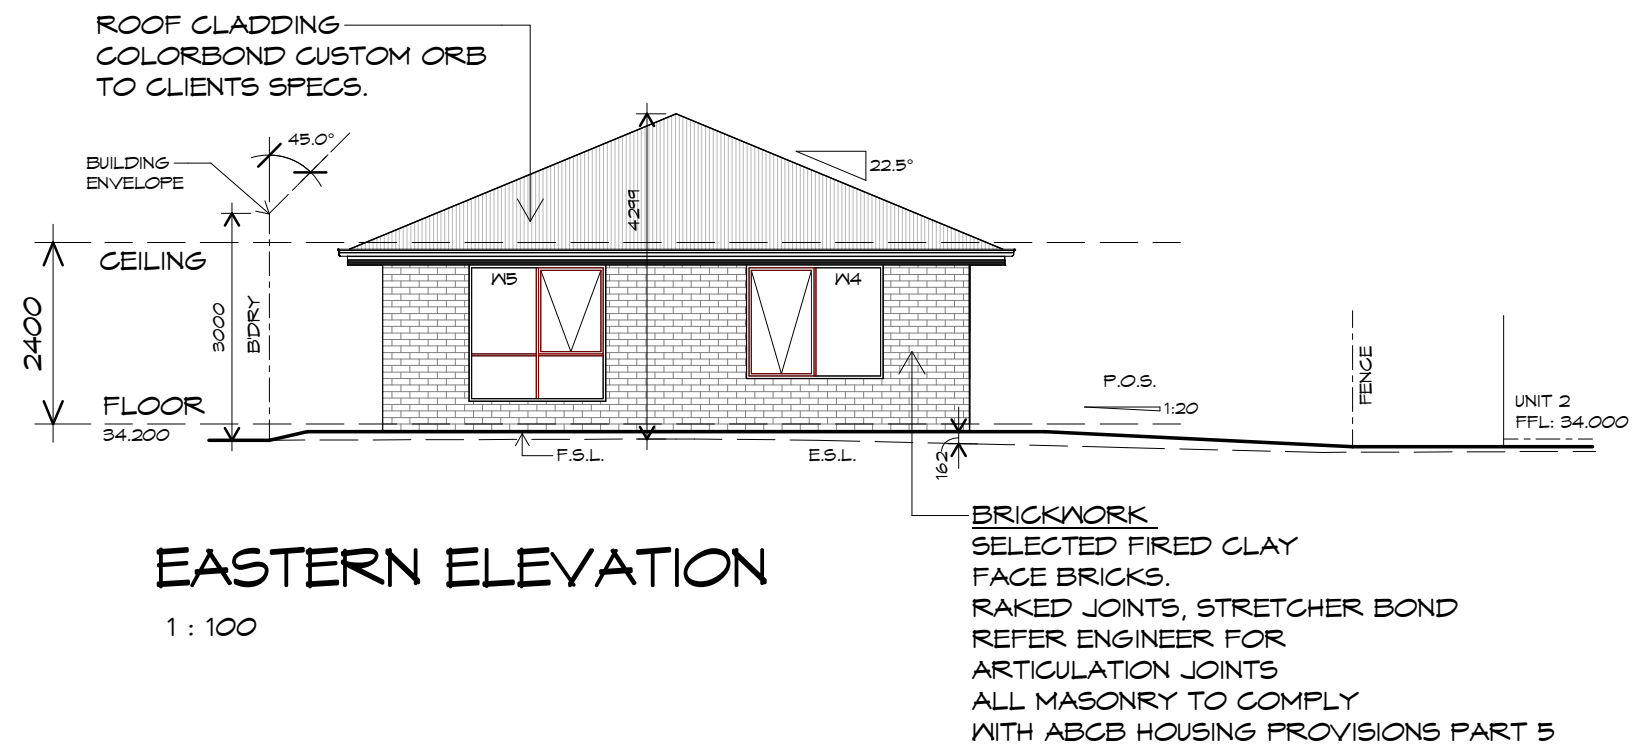 ROOF CLADDING
COLORBOND CUSTOM ORB
TO CLIENTS SPECS.
45.0°
BUILDING
ENVELOPE
22.5°
4299
CEILING
2400
3000
B'DRY
W5
W4
FLOOR
34.200
P.O.S.
1:20
FENCE
UNIT 2
FFL: 34.000
F.S.L.
E.S.L.
162
EASTERN ELEVATION
1 : 100
BRICKWORK
SELECTED FIRED CLAY
FACE BRICKS.
RAKED JOINTS, STRETCHER BOND
REFER ENGINEER FOR
ARTICULATION JOINTS
ALL MASONRY TO COMPLY
WITH ABCB HOUSING PROVISIONS PART 5